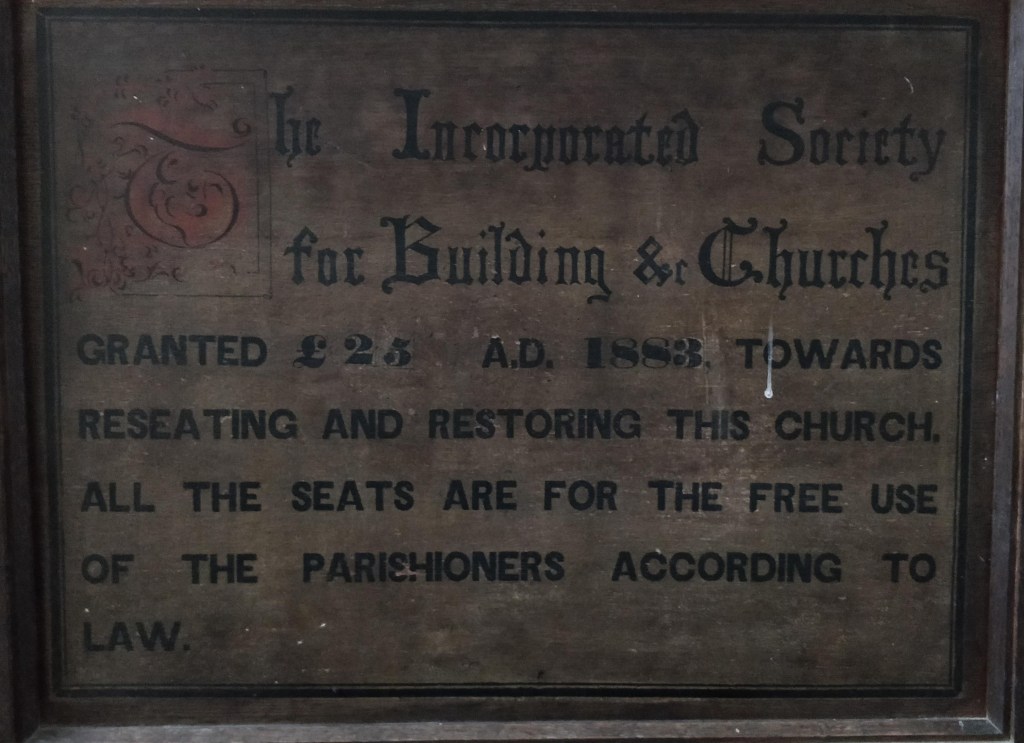 The Incorporated Society
for Building &c Churches
GRANTED £25 A.D. 1883, TOWARDS
RESEATING AND RESTORING THIS CHURCH.
ALL THE SEATS ARE FOR THE FREE USE
OF THE PARISHIONERS ACCORDING TO
LAW.